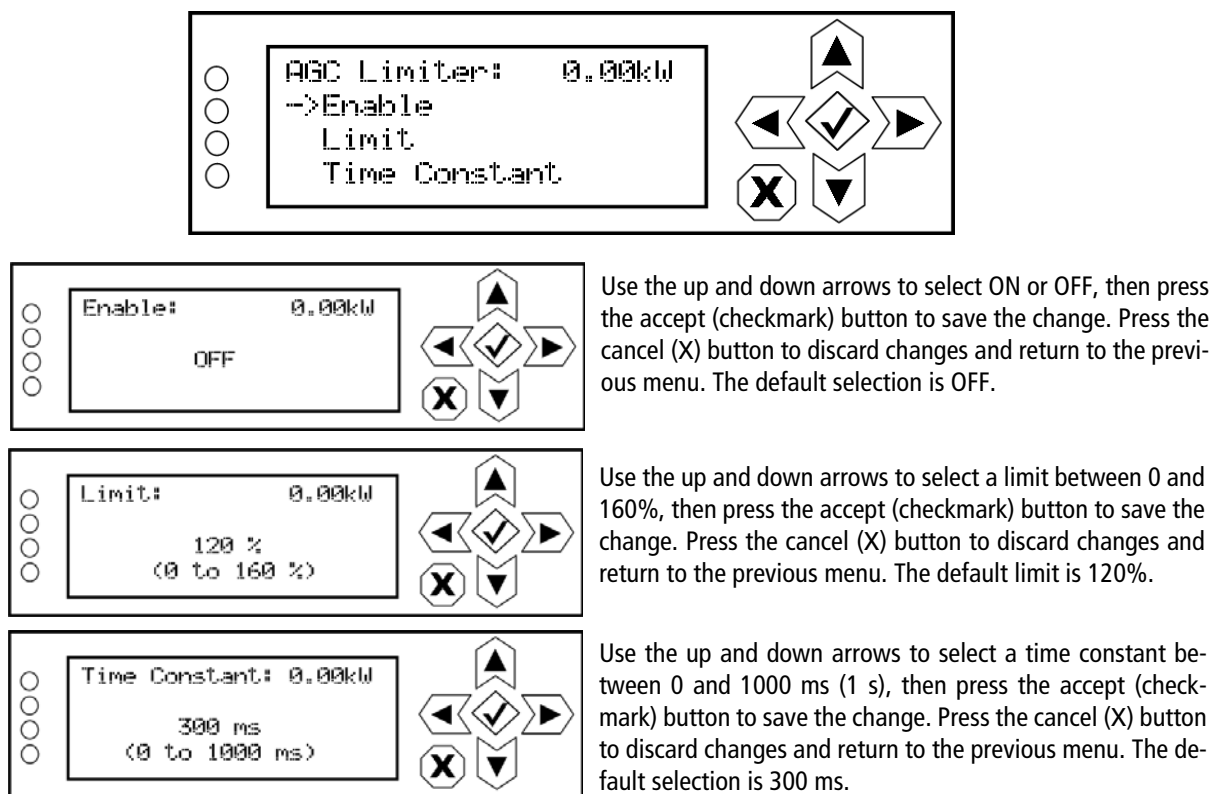 AGC Limiter: 0.00kW
->Enable
Limit
Time Constant
X
Enable: 0.00kW
OFF
X
Use the up and down arrows to select ON or OFF, then press
the accept (checkmark) button to save the change. Press the
cancel (X) button to discard changes and return to the previ-
ous menu. The default selection is OFF.
Limit: 0.00kW
120 %
(0 to 160 %)
X
Use the up and down arrows to select a limit between 0 and
160%, then press the accept (checkmark) button to save the
change. Press the cancel (X) button to discard changes and
return to the previous menu. The default limit is 120%.
Time Constant: 0.00kW
300 ms
(0 to 1000 ms)
X
Use the up and down arrows to select a time constant be-
tween 0 and 1000 ms (1 s), then press the accept (check-
mark) button to save the change. Press the cancel (X) button
to discard changes and return to the previous menu. The de-
fault selection is 300 ms.